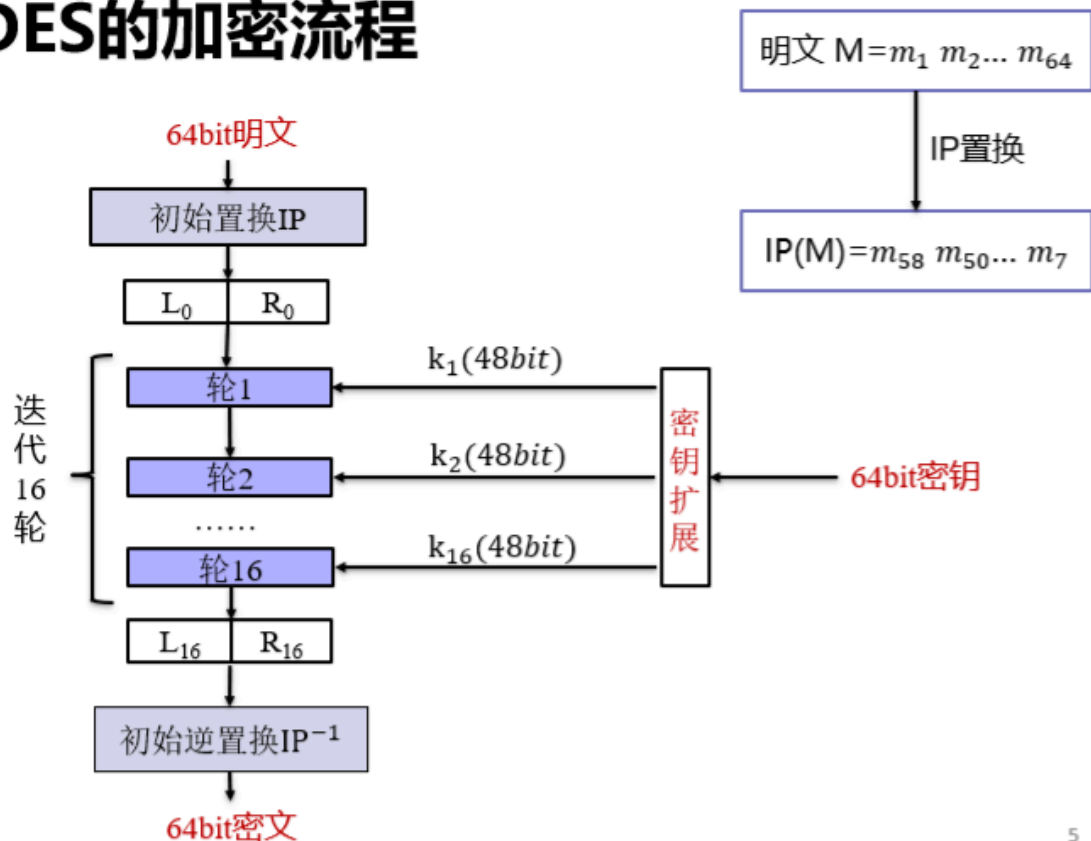 DES的加密流程
明文 M=m₁ m₂... m₆₄
IP置换
IP(M)=m₅₈ m₅₀... m₇
64bit明文
初始置换IP
L₀ R₀
迭代16轮
轮1
k₁(48bit)
轮2
k₂(48bit)
......
轮16
k₁₆(48bit)
密钥扩展
64bit密钥
L₁₆ R₁₆
初始逆置换IP⁻¹
64bit密文
5